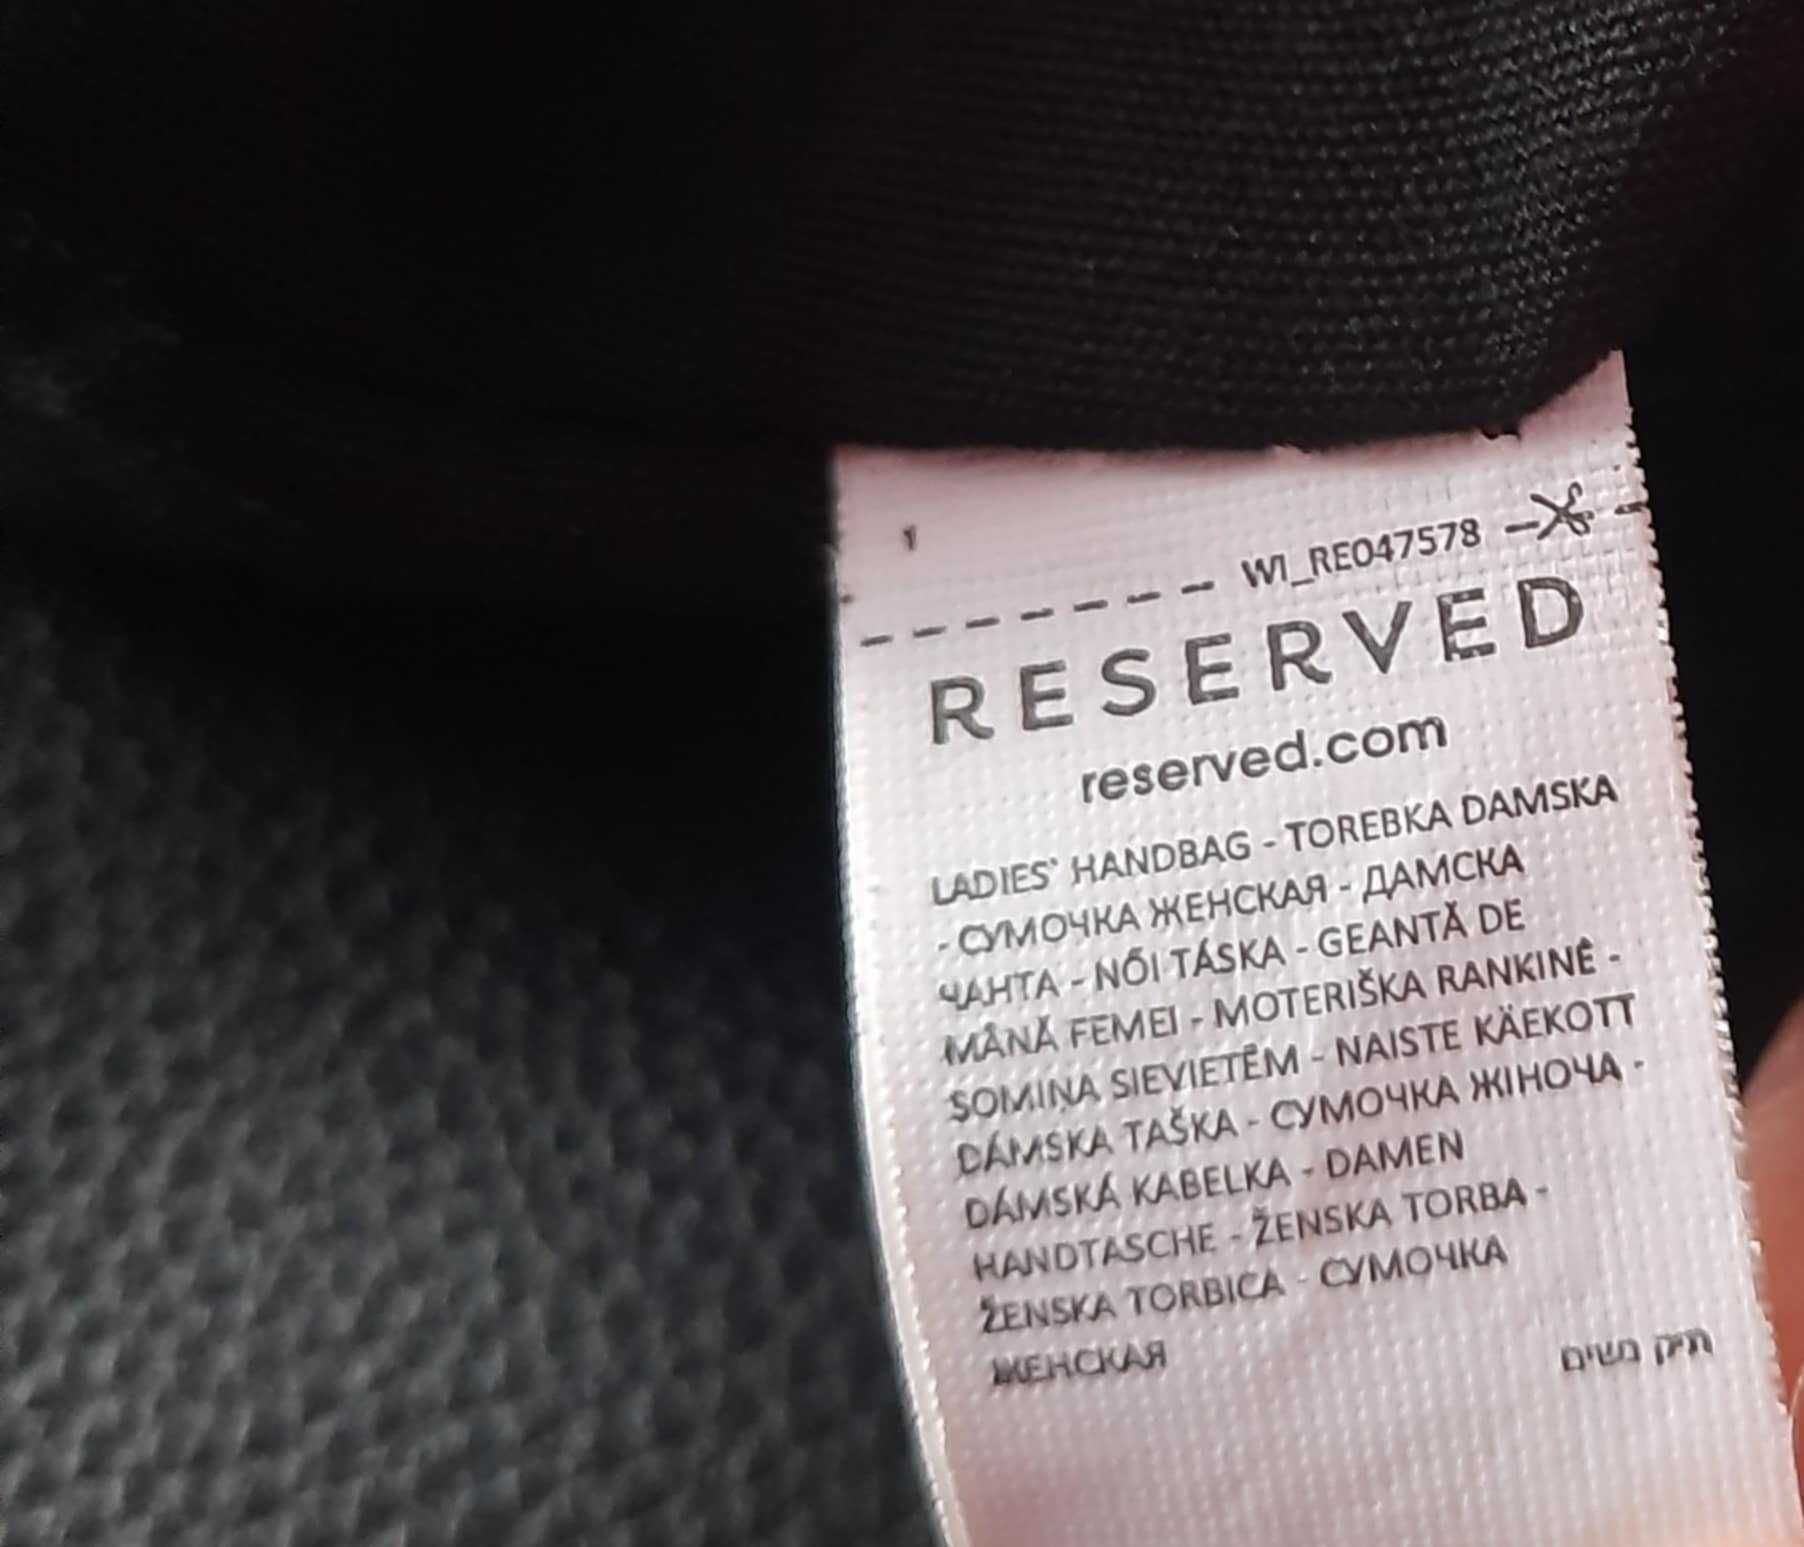 1
WI_RE047578
RESERVED
reserved.com
LADIES' HANDBAG - TOREBKA DAMSKA
- СУМОЧКА ЖЕНСКАЯ - ДАМСКА
ЧАНТА - NŐI TÁSKA - GEANTĂ DE
MÂNĂ FEMEI - MOTERIŠKA RANKINĖ -
SOMIŅA SIEVIETĒM - NAISTE KÄEKOTT
DÁMSKA TAŠKA - СУМОЧКА ЖІНОЧА -
DÁMSKÁ KABELKA - DAMEN
HANDTASCHE - ŽENSKA TORBA -
ŽENSKA TORBICA - СУМОЧКА
ЖЕНСКАЯ
תיק נשים